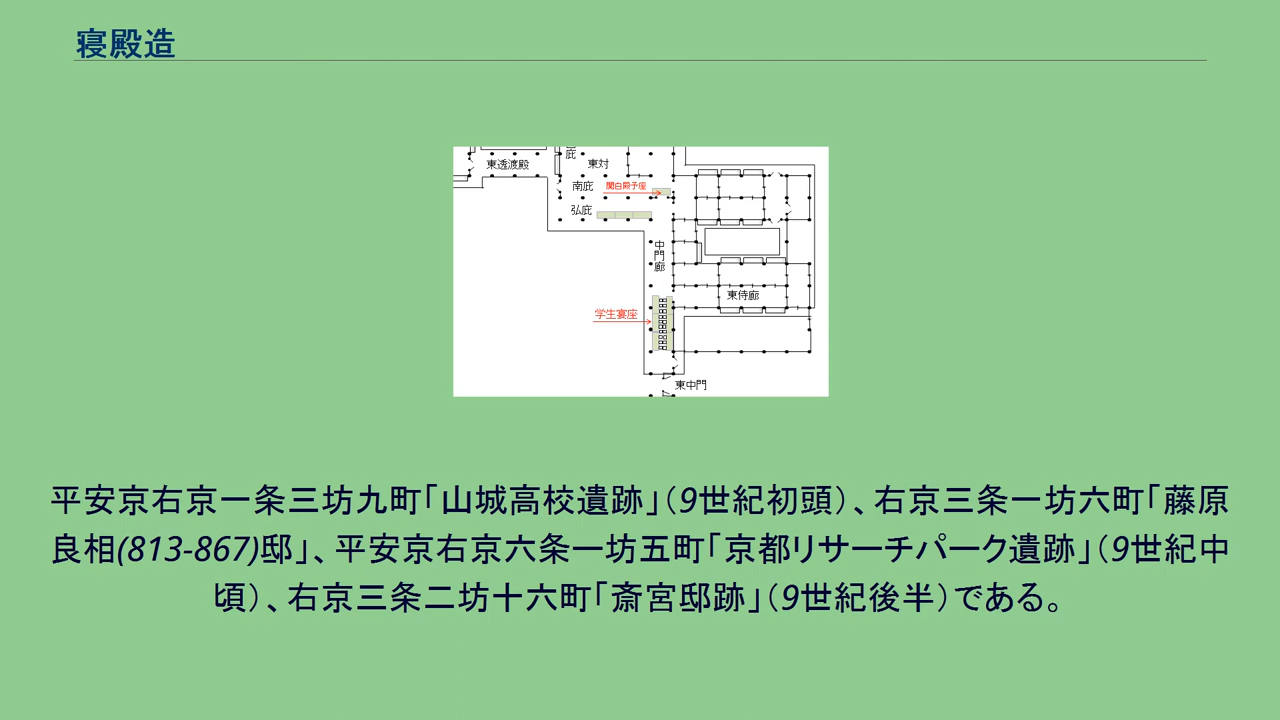 寝殿造
庇
東透渡殿
東対
南庇
関白殿予座
弘庇
中門廊
東侍廊
学生宴座
東中門
平安京右京一条三坊九町｢山城高校遺跡｣（9世紀初頭）､右京三条一坊六町｢藤原
良相(813-867)邸｣､平安京右京六条一坊五町｢京都リサーチパーク遺跡｣（9世紀中
頃）､右京三条二坊十六町｢斎宮邸跡｣（9世紀後半）である｡